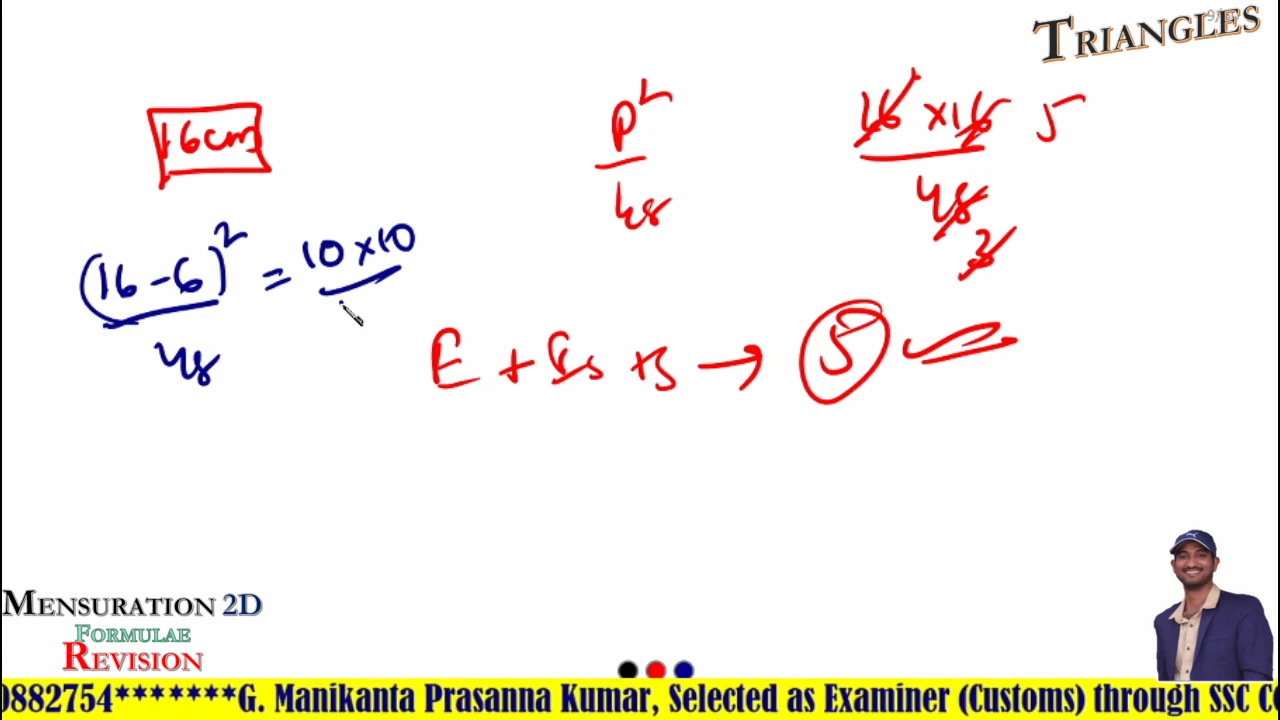 TRIANGLES
16cm
P²
48
16 × 16 5
48
3
(16 - 6)² = 10 × 10
48
E + Is + S → 5
MENSURATION 2D
FORMULAE
REVISION
0882754*******G. Manikanta Prasanna Kumar, Selected as Examiner (Customs) through SSC C